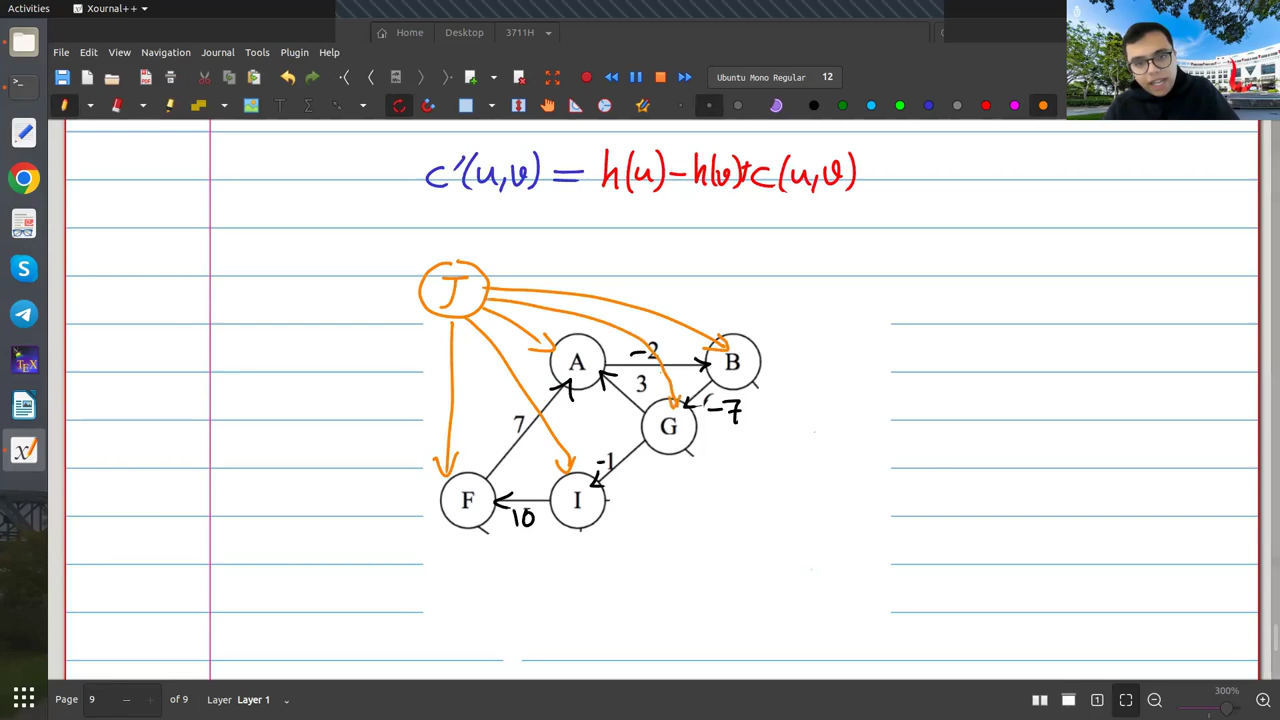 Activities Xournal++
Home Desktop 3711H
File Edit View Navigation Journal Tools Plugin Help
Ubuntu Mono Regular 12
c'(u,v) = h(u)-h(v)+c(u,v)
J
A -2 B
3
G -7
7
-1
F I
10
Page 9 of 9 Layer Layer 1 300%